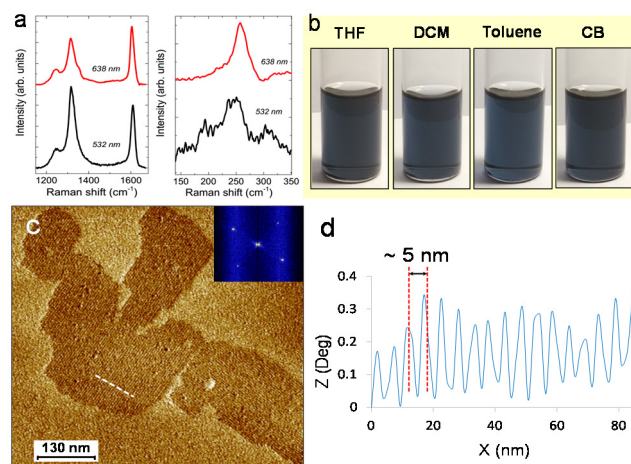 a
Intensity (arb. units)
638 nm
532 nm
1200 1400 1600
Raman shift (cm⁻¹)
Intensity (arb. units)
638 nm
532 nm
150 200 250 300 350
Raman shift (cm⁻¹)
b
THF DCM Toluene CB
c
130 nm
d
~ 5 nm
Z (Deg)
0.4
0.3
0.2
0.1
0
0 20 40 60 80
X (nm)